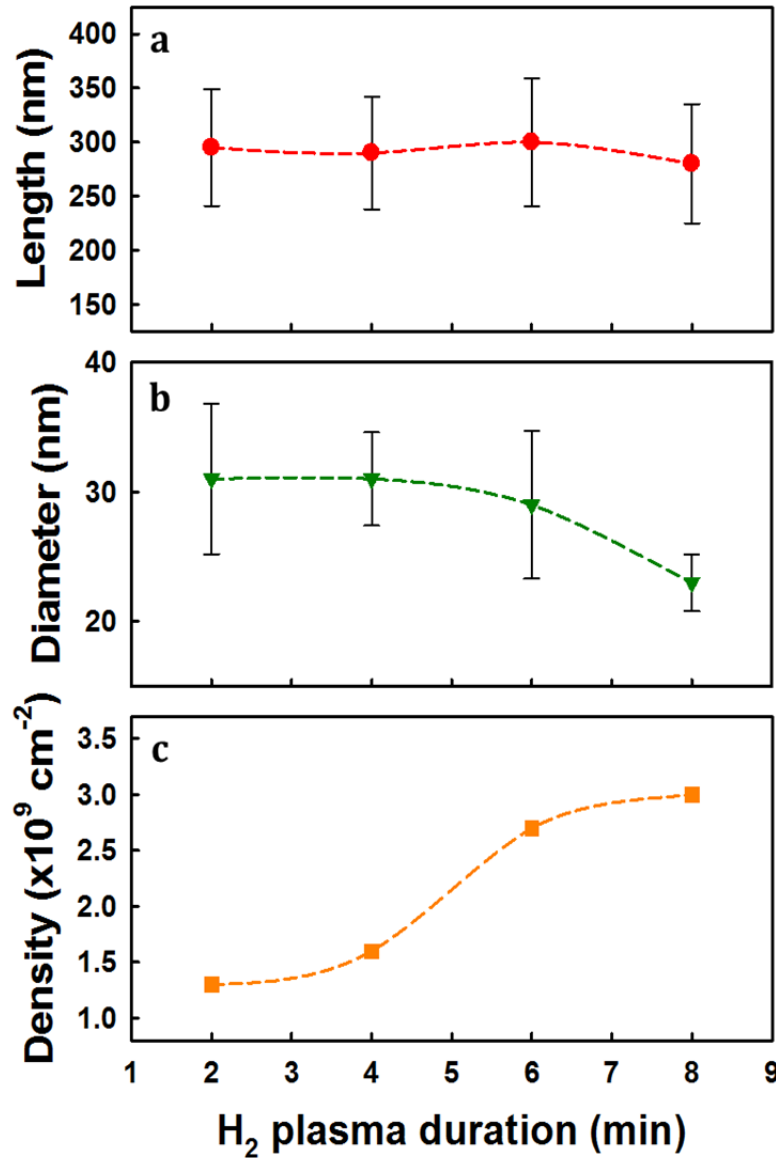 a
Length (nm)
400
350
300
250
200
150
b
Diameter (nm)
40
30
20
c
Density (x10⁹ cm⁻²)
3.5
3.0
2.5
2.0
1.5
1.0
1 2 3 4 5 6 7 8 9
H₂ plasma duration (min)